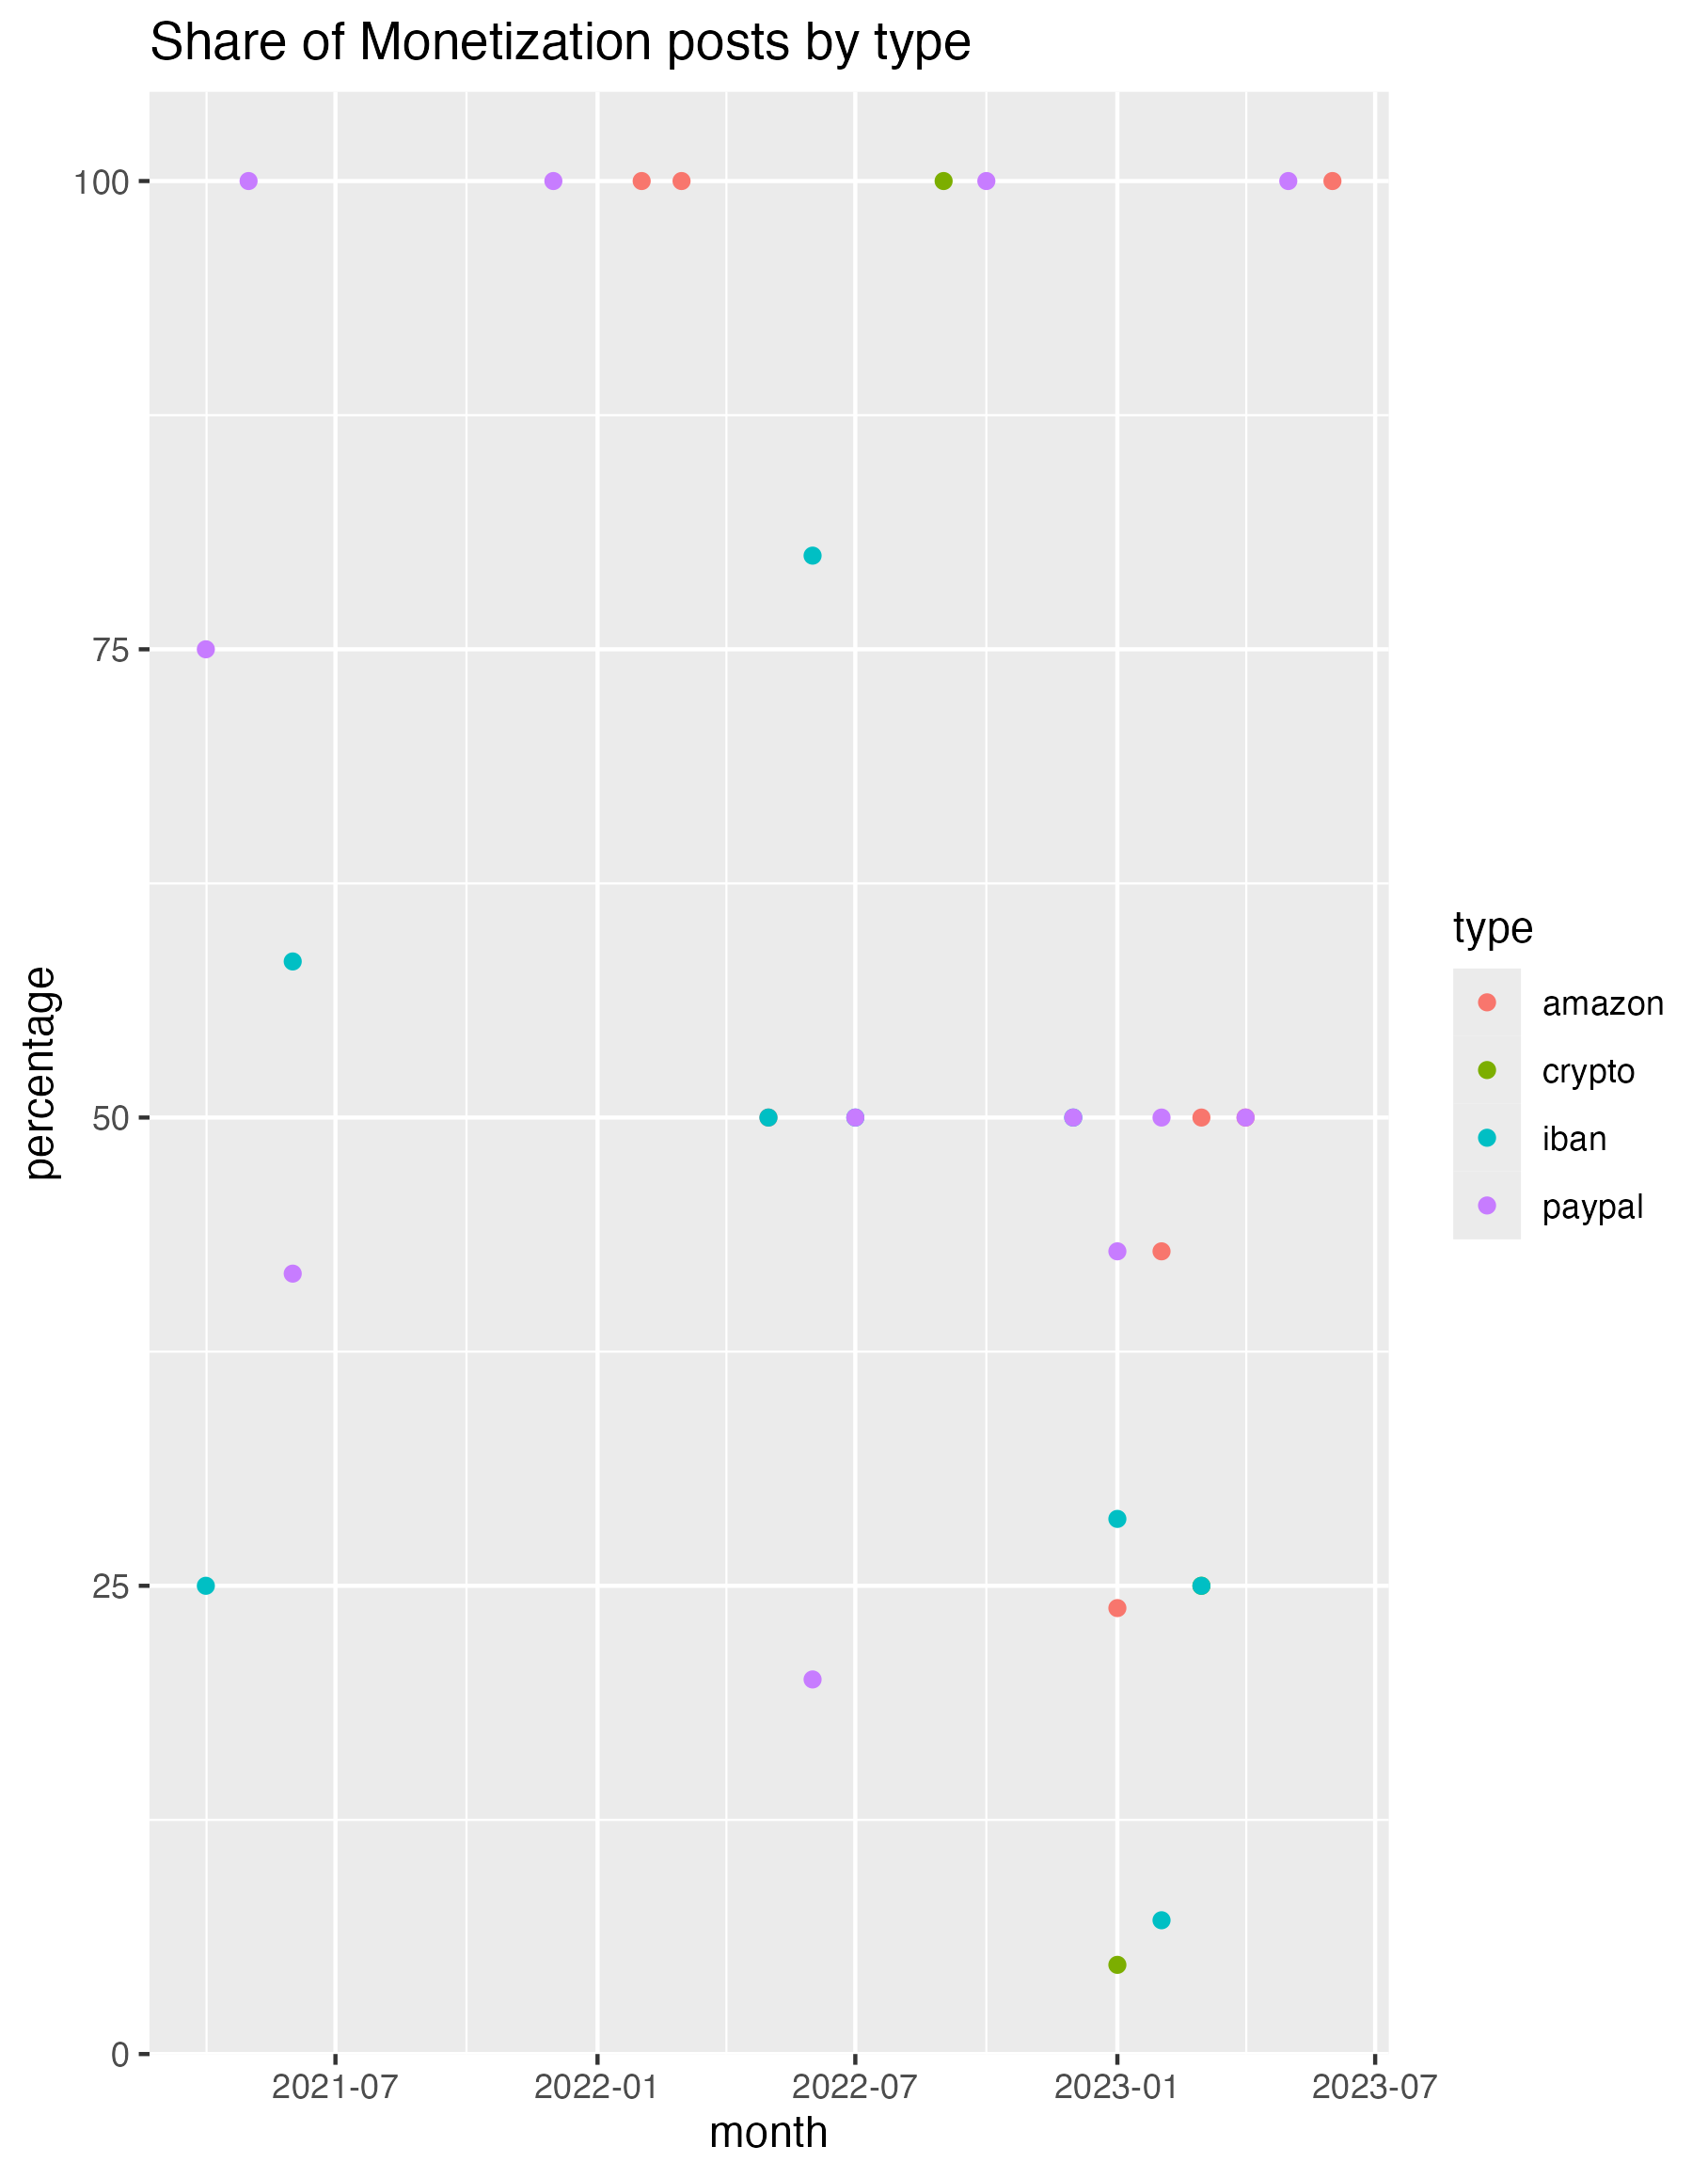 Share of Monetization posts by type
100
75
50
25
0
percentage
2021-07
2022-01
2022-07
2023-01
2023-07
month
type
amazon
crypto
iban
paypal